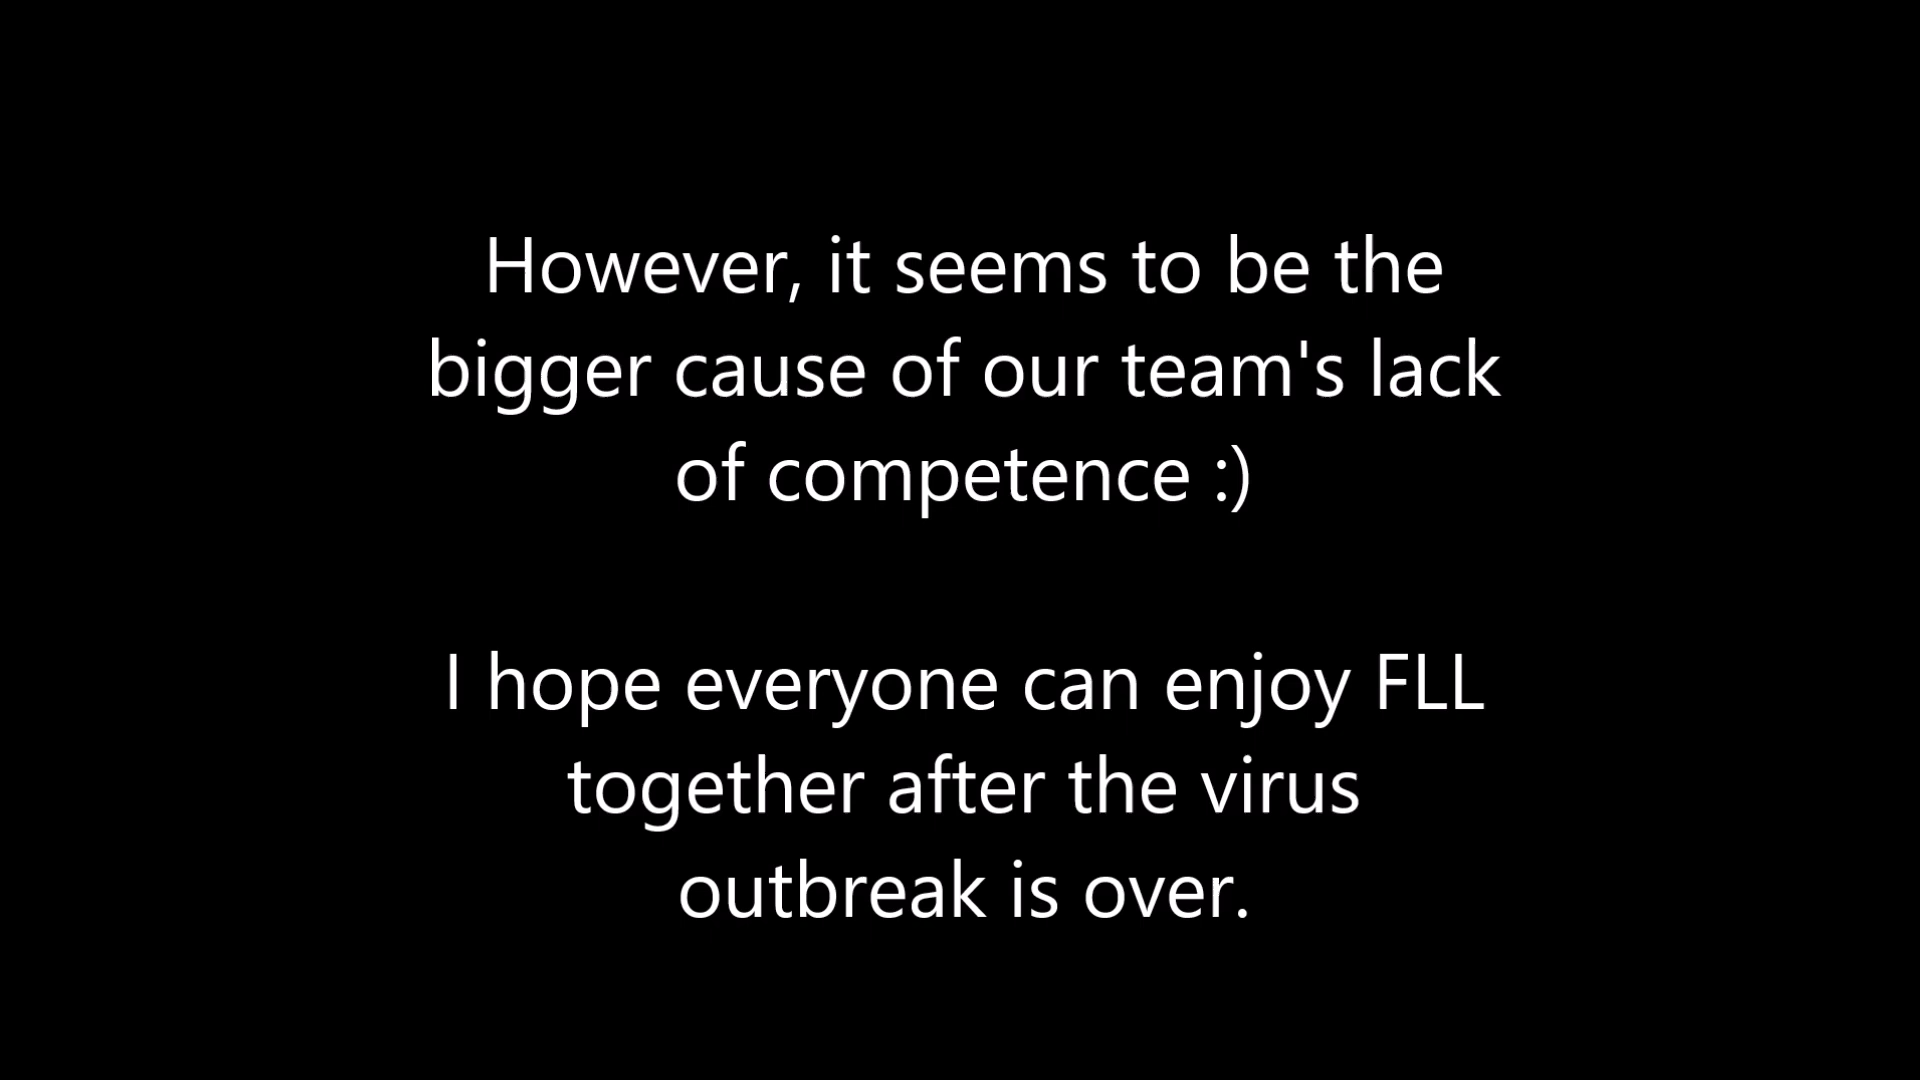 However, it seems to be the
bigger cause of our team's lack
of competence :)
I hope everyone can enjoy FLL
together after the virus
outbreak is over.